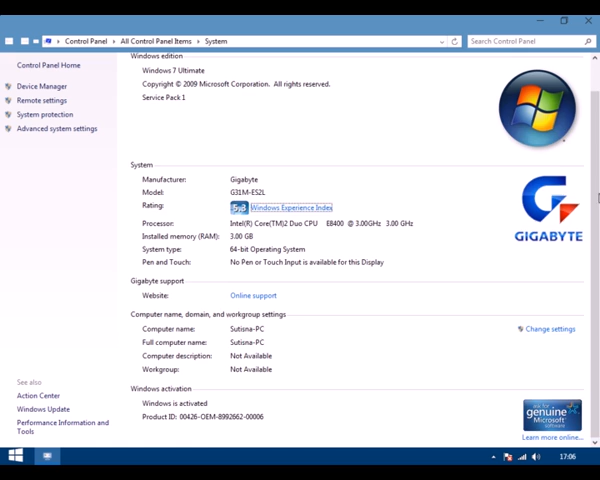 Control Panel
All Control Panel Items
System
Search Control Panel
Control Panel Home
Device Manager
Remote settings
System protection
Advanced system settings
Windows edition
Windows 7 Ultimate
Copyright © 2009 Microsoft Corporation. All rights reserved.
Service Pack 1
System
Manufacturer: Gigabyte
Model: G31M-ES2L
Rating: 5,3 Windows Experience Index
Processor: Intel(R) Core(TM)2 Duo CPU E8400 @ 3.00GHz 3.00 GHz
Installed memory (RAM): 3.00 GB
System type: 64-bit Operating System
Pen and Touch: No Pen or Touch Input is available for this Display
GIGABYTE
Gigabyte support
Website: Online support
Computer name, domain, and workgroup settings
Computer name: Sutisna-PC
Change settings
Full computer name: Sutisna-PC
Computer description: Not Available
Workgroup: Not Available
Windows activation
Windows is activated
Product ID: 00426-OEM-8992662-00006
ask for
genuine
Microsoft
software
Learn more online...
See also
Action Center
Windows Update
Performance Information and
Tools
17:06